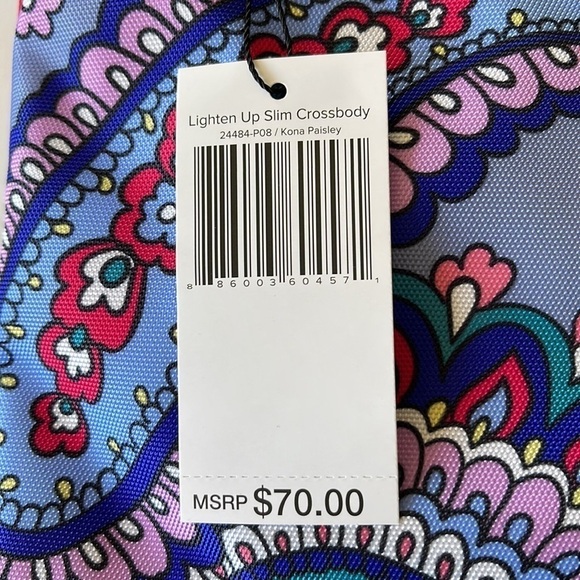 Lighten Up Slim Crossbody
24484-P08 / Kona Paisley
8 86003 60457 1
MSRP $70.00